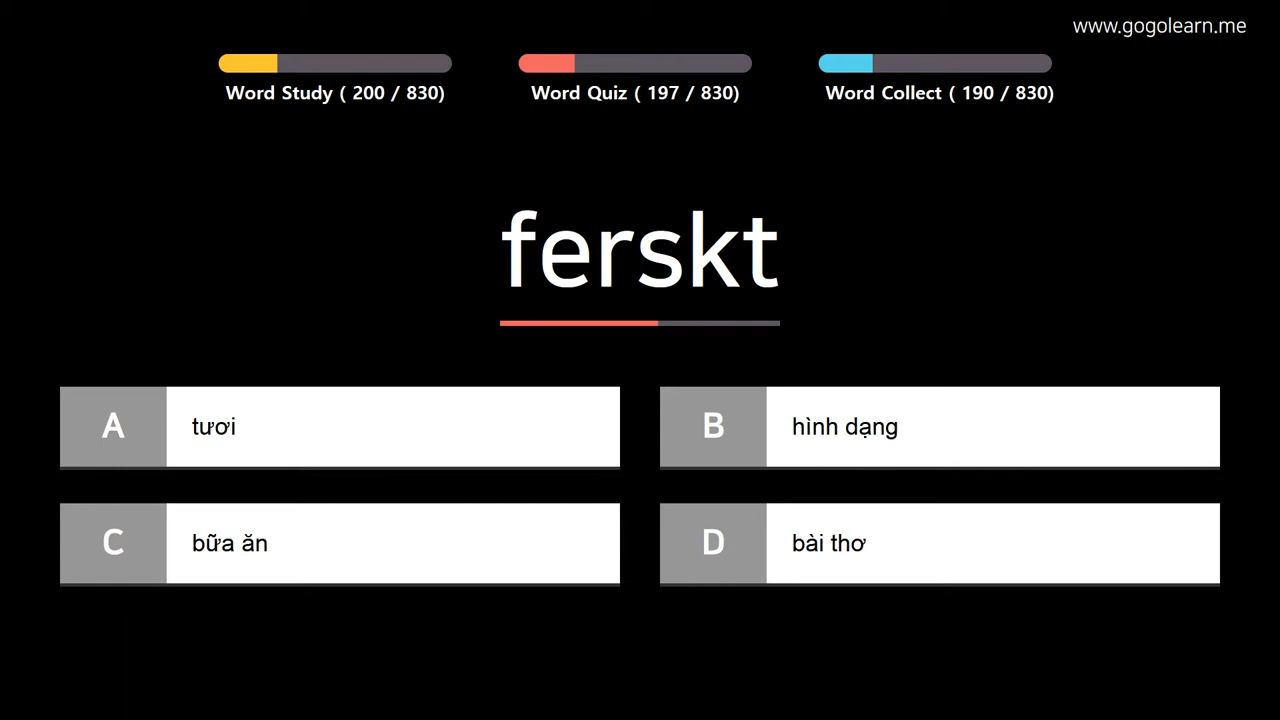 www.gogolearn.me
Word Study ( 200 / 830)
Word Quiz ( 197 / 830)
Word Collect ( 190 / 830)
ferskt
A tươi
B hình dạng
C bữa ăn
D bài thơ